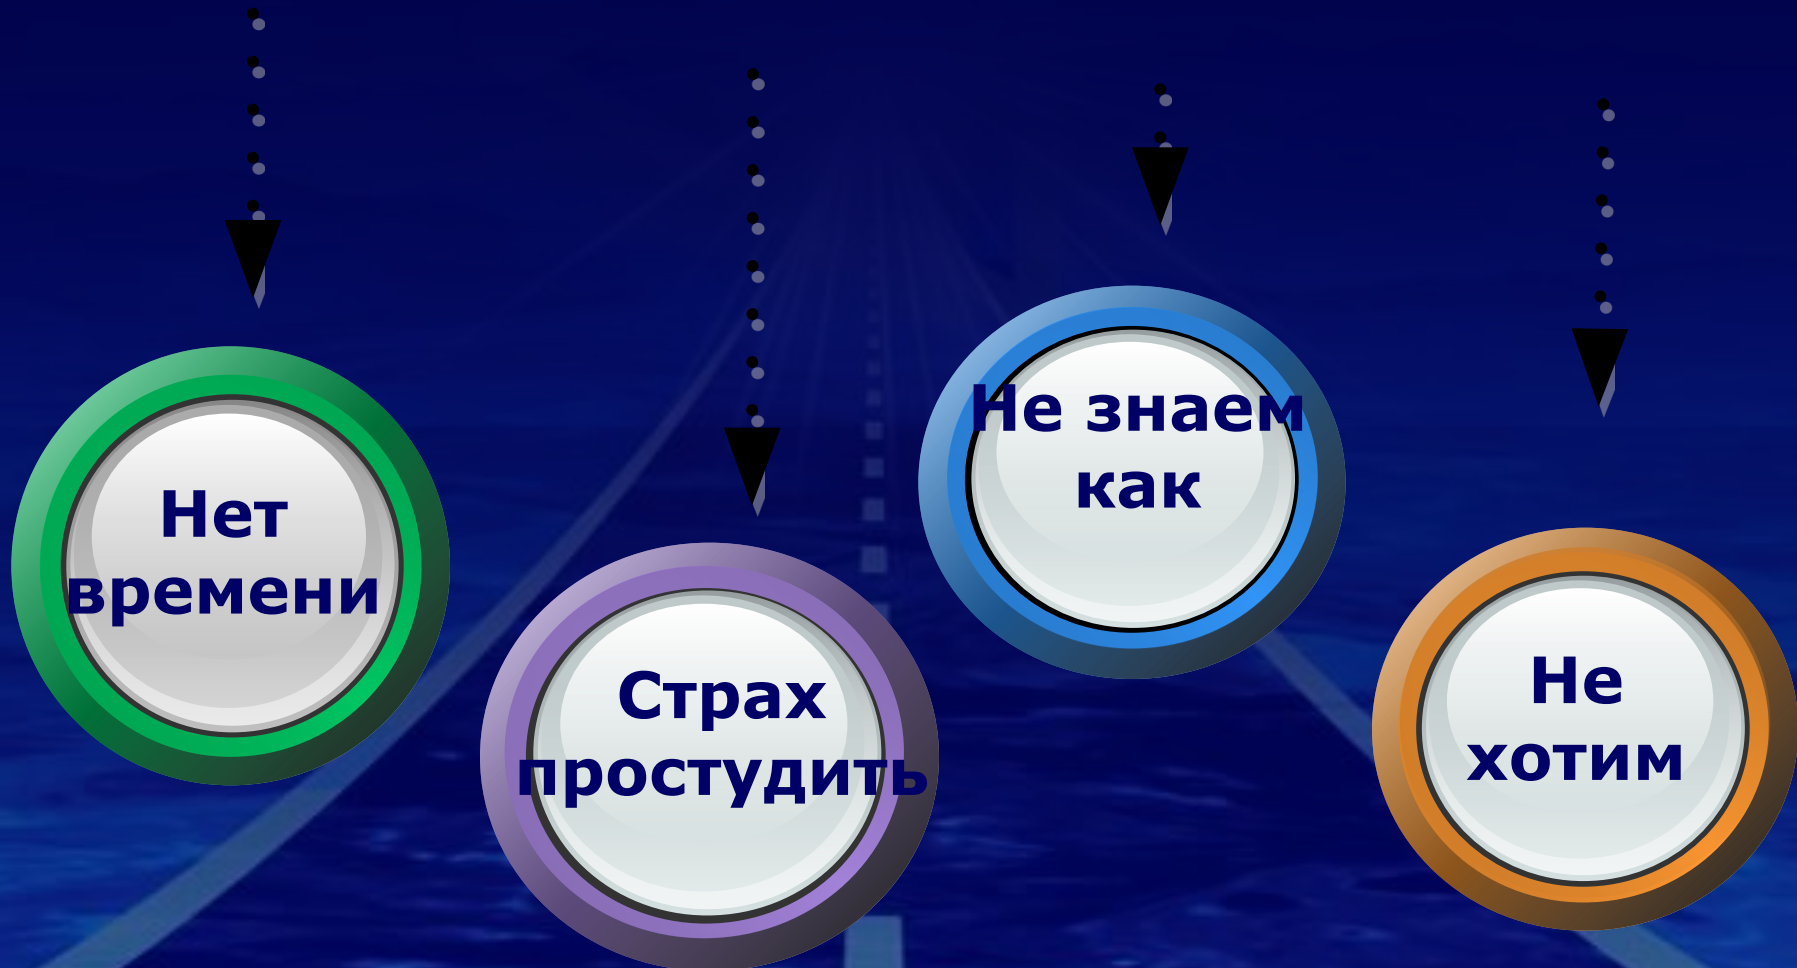 Нет
времени
Страх
простудить
Не знаем
как
Не
хотим